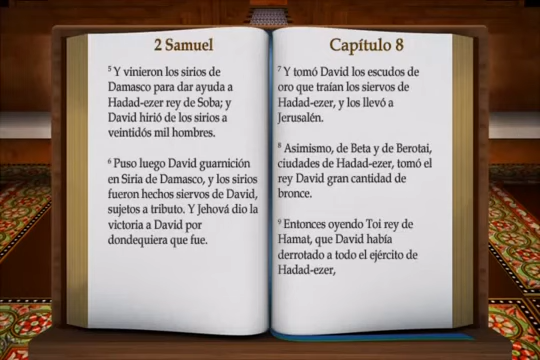 2 Samuel
⁵ Y vinieron los sirios de
Damasco para dar ayuda a
Hadad-ezer rey de Soba; y
David hirió de los sirios a
veintidós mil hombres.
⁶ Puso luego David guarnición
en Siria de Damasco, y los sirios
fueron hechos siervos de David,
sujetos a tributo. Y Jehová dio la
victoria a David por
dondequiera que fue.
Capítulo 8
⁷ Y tomó David los escudos de
oro que traían los siervos de
Hadad-ezer, y los llevó a
Jerusalén.
⁸ Asimismo, de Beta y de Berotai,
ciudades de Hadad-ezer, tomó el
rey David gran cantidad de
bronce.
⁹ Entonces oyendo Toi rey de
Hamat, que David había
derrotado a todo el ejército de
Hadad-ezer,